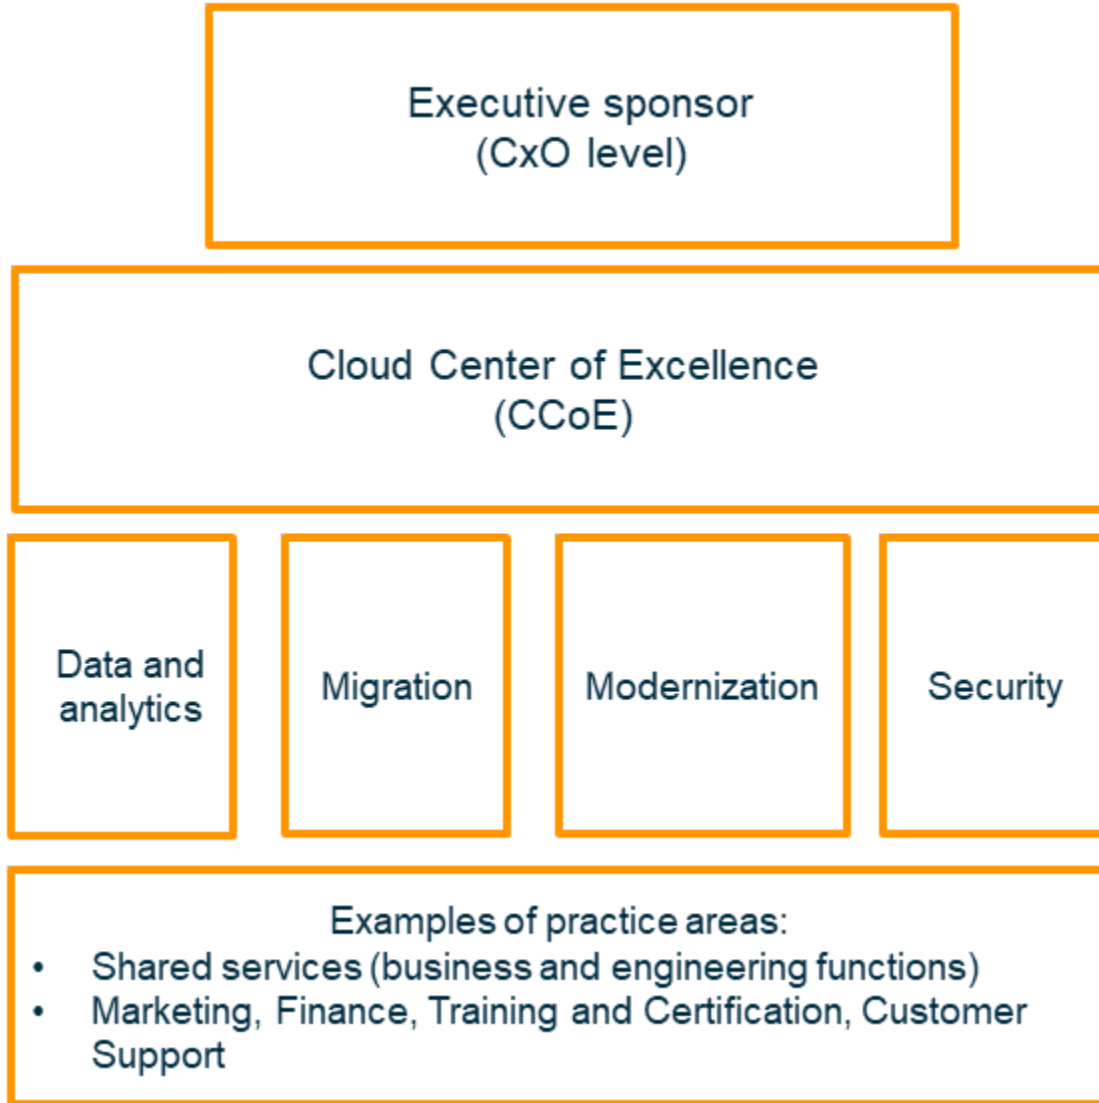 Executive sponsor
(CxO level)
Cloud Center of Excellence
(CCoE)
Data and
analytics
Migration
Modernization
Security
Examples of practice areas:
• Shared services (business and engineering functions)
• Marketing, Finance, Training and Certification, Customer
Support